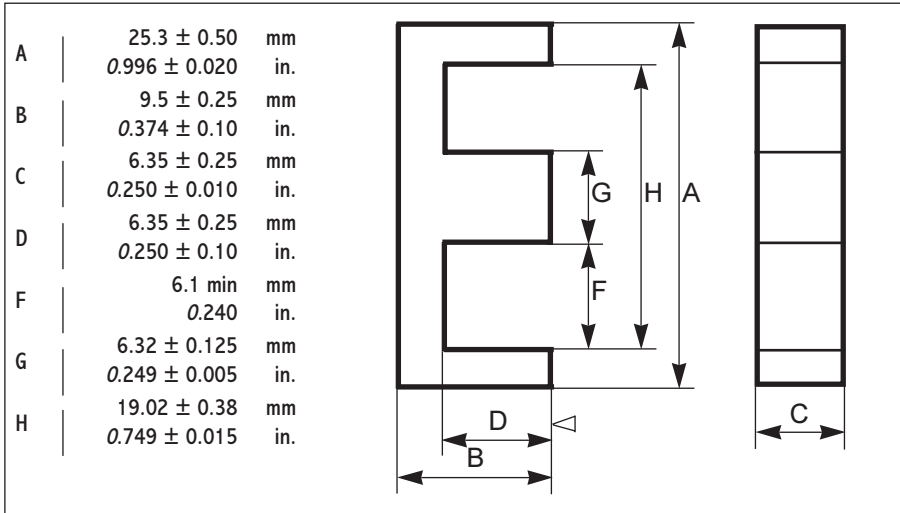 A 25.3 ± 0.50 mm
0.996 ± 0.020 in.
B 9.5 ± 0.25 mm
0.374 ± 0.10 in.
C 6.35 ± 0.25 mm
0.250 ± 0.010 in.
D 6.35 ± 0.25 mm
0.250 ± 0.10 in.
F 6.1 min mm
0.240 in.
G 6.32 ± 0.125 mm
0.249 ± 0.005 in.
H 19.02 ± 0.38 mm
0.749 ± 0.015 in.
G H A
F
D
B
C